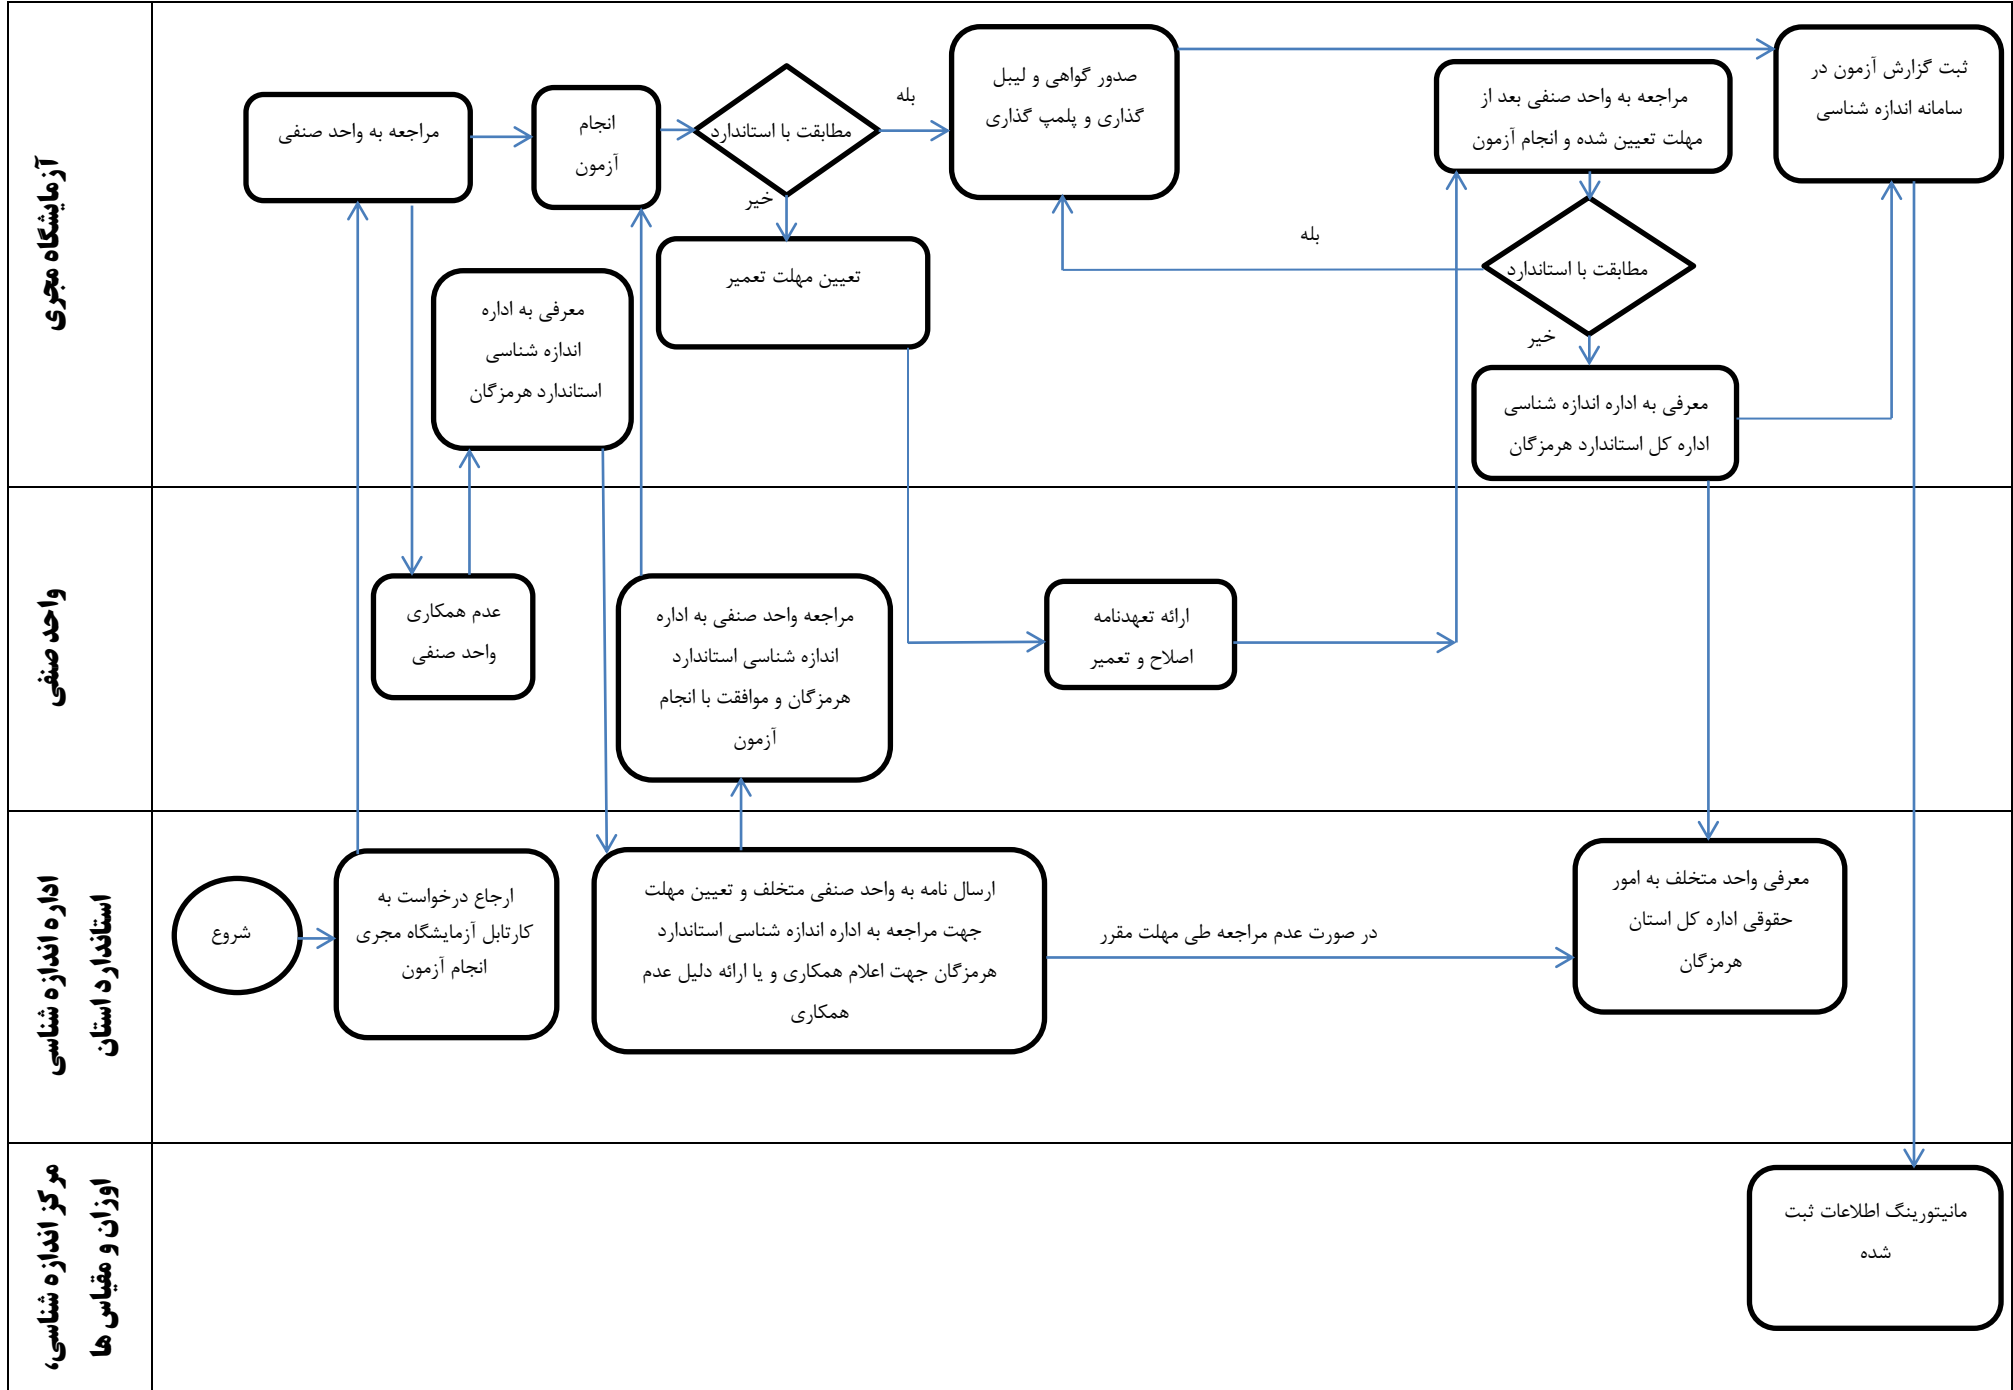 آزمایشگاه مجری
مراجعه به واحد صنفی
انجام
آزمون
مطابقت با استاندارد
بله
خیر
صدور گواهی و لیبل
گذاری و پلمپ گذاری
تعیین مهلت تعمیر
معرفی به اداره
اندازه شناسی
استاندارد هرمزگان
مراجعه به واحد صنفی بعد از
مهلت تعیین شده و انجام آزمون
مطابقت با استاندارد
بله
خیر
معرفی به اداره اندازه شناسی
اداره کل استاندارد هرمزگان
ثبت گزارش آزمون در
سامانه اندازه شناسی
واحد صنفی
عدم همکاری
واحد صنفی
مراجعه واحد صنفی به اداره
اندازه شناسی استاندارد
هرمزگان و موافقت با انجام
آزمون
ارائه تعهدنامه
اصلاح و تعمیر
اداره اندازه شناسی
استاندارد استان
شروع
ارجاع درخواست به
کارتابل آزمایشگاه مجری
انجام آزمون
ارسال نامه به واحد صنفی متخلف و تعیین مهلت
جهت مراجعه به اداره اندازه شناسی استاندارد
هرمزگان جهت اعلام همکاری و یا ارائه دلیل عدم
همکاری
در صورت عدم مراجعه طی مهلت مقرر
معرفی واحد متخلف به امور
حقوقی اداره کل استان
هرمزگان
مرکز اندازه شناسی،
اوزان و مقیاس ها
مانیتورینگ اطلاعات ثبت
شده